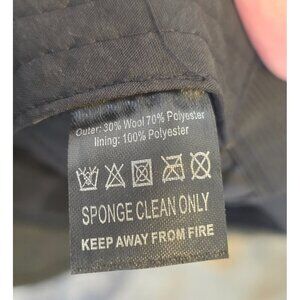 Outer: 30% Wool 70% Polyester
lining: 100% Polyester
SPONGE CLEAN ONLY
KEEP AWAY FROM FIRE